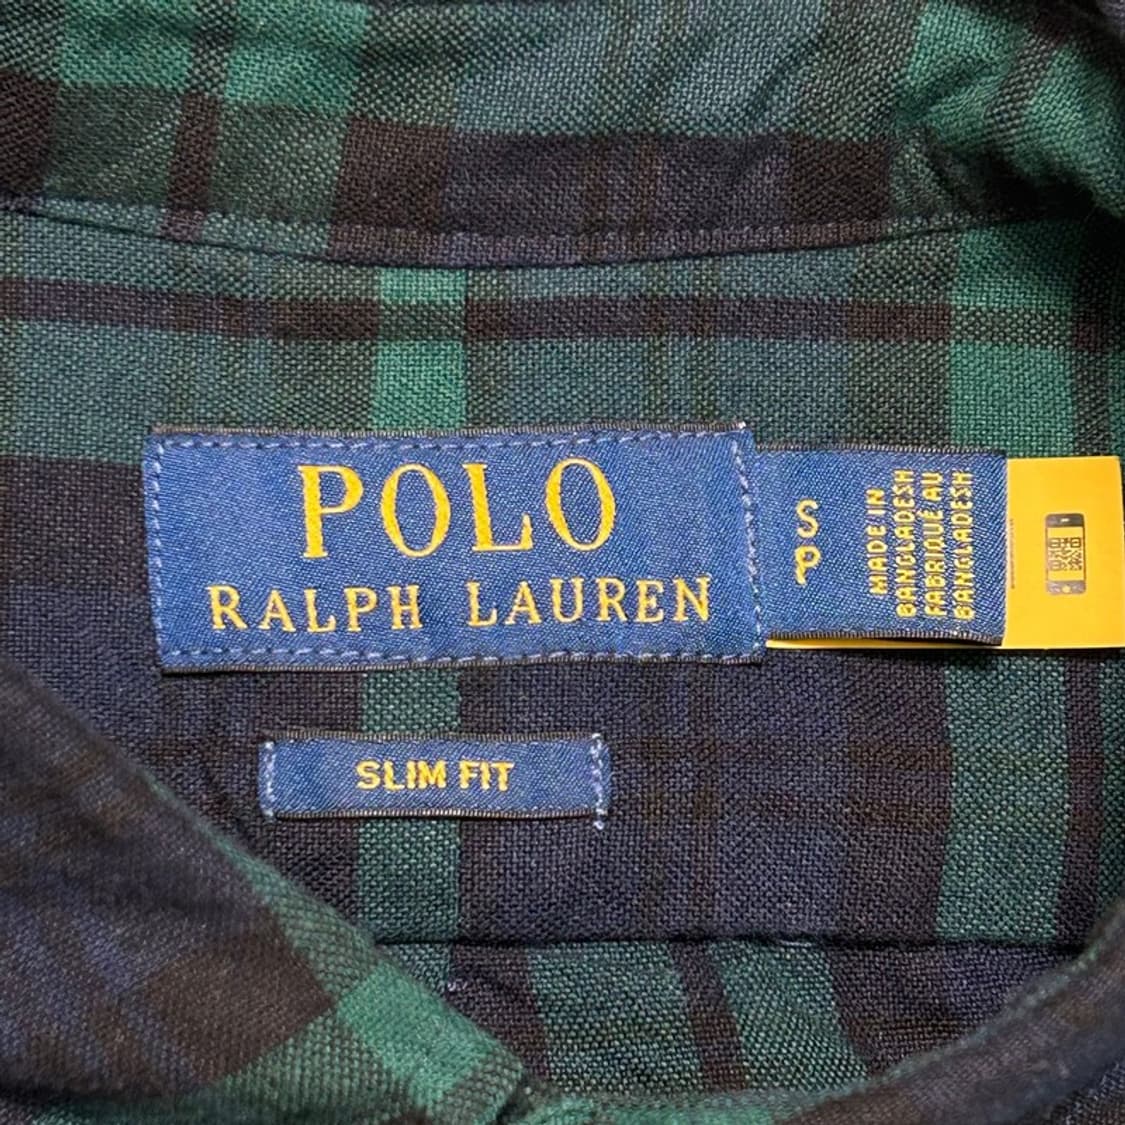 POLO
RALPH LAUREN
S
P
MADE IN
BANGLADESH
FABRIQUÉ AU
BANGLADESH
SLIM FIT